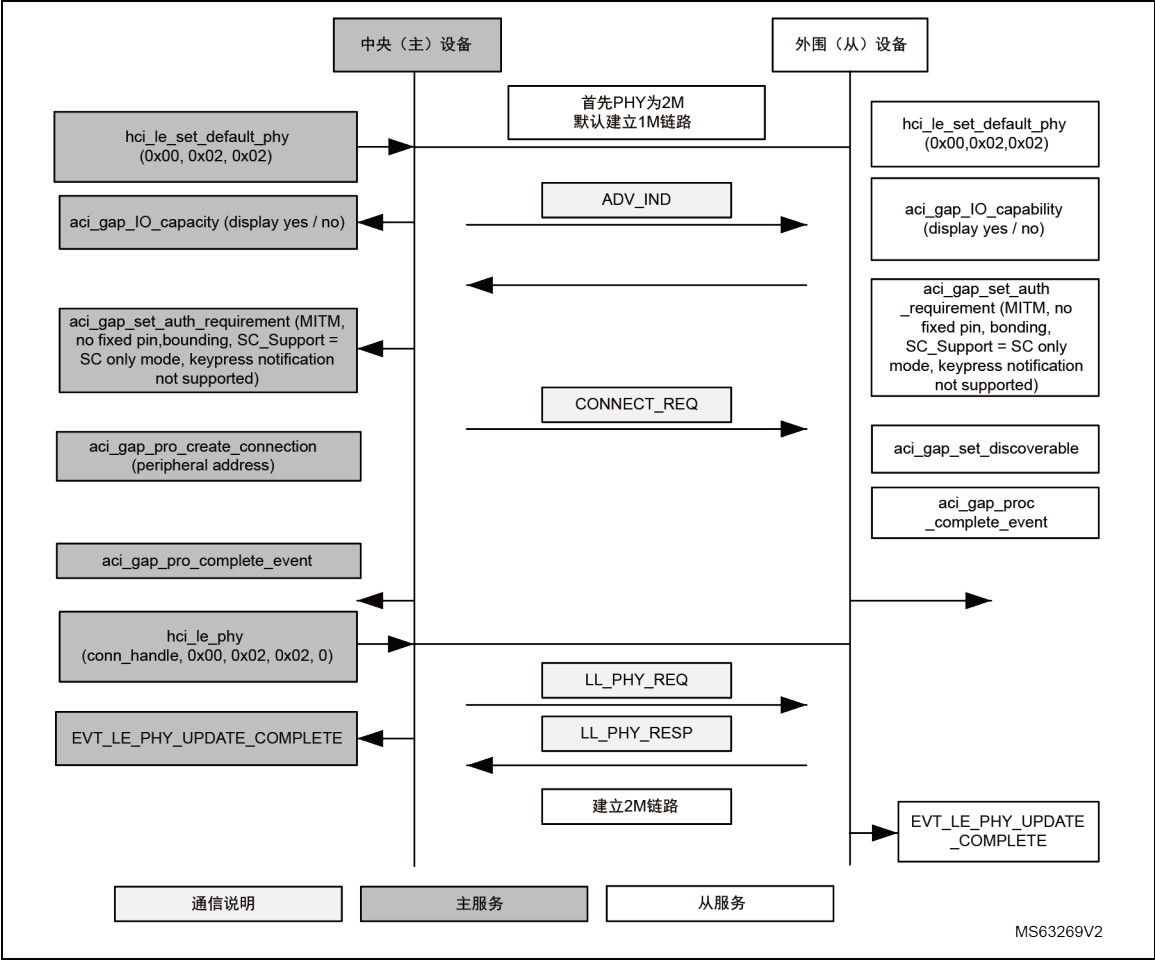 中央（主）设备
外围（从）设备
首先PHY为2M
默认建立1M链路
hci_le_set_default_phy
(0x00, 0x02, 0x02)
hci_le_set_default_phy
(0x00,0x02,0x02)
ADV_IND
aci_gap_IO_capacity (display yes / no)
aci_gap_IO_capability
(display yes / no)
aci_gap_set_auth_requirement (MITM,
no fixed pin,bounding, SC_Support =
SC only mode, keypress notification
not supported)
aci_gap_set_auth
_requirement (MITM, no
fixed pin, bonding,
SC_Support = SC only
mode, keypress notification
not supported)
CONNECT_REQ
aci_gap_pro_create_connection
(peripheral address)
aci_gap_set_discoverable
aci_gap_proc
_complete_event
aci_gap_pro_complete_event
hci_le_phy
(conn_handle, 0x00, 0x02, 0x02, 0)
LL_PHY_REQ
EVT_LE_PHY_UPDATE_COMPLETE
LL_PHY_RESP
建立2M链路
EVT_LE_PHY_UPDATE
_COMPLETE
通信说明
主服务
从服务
MS63269V2